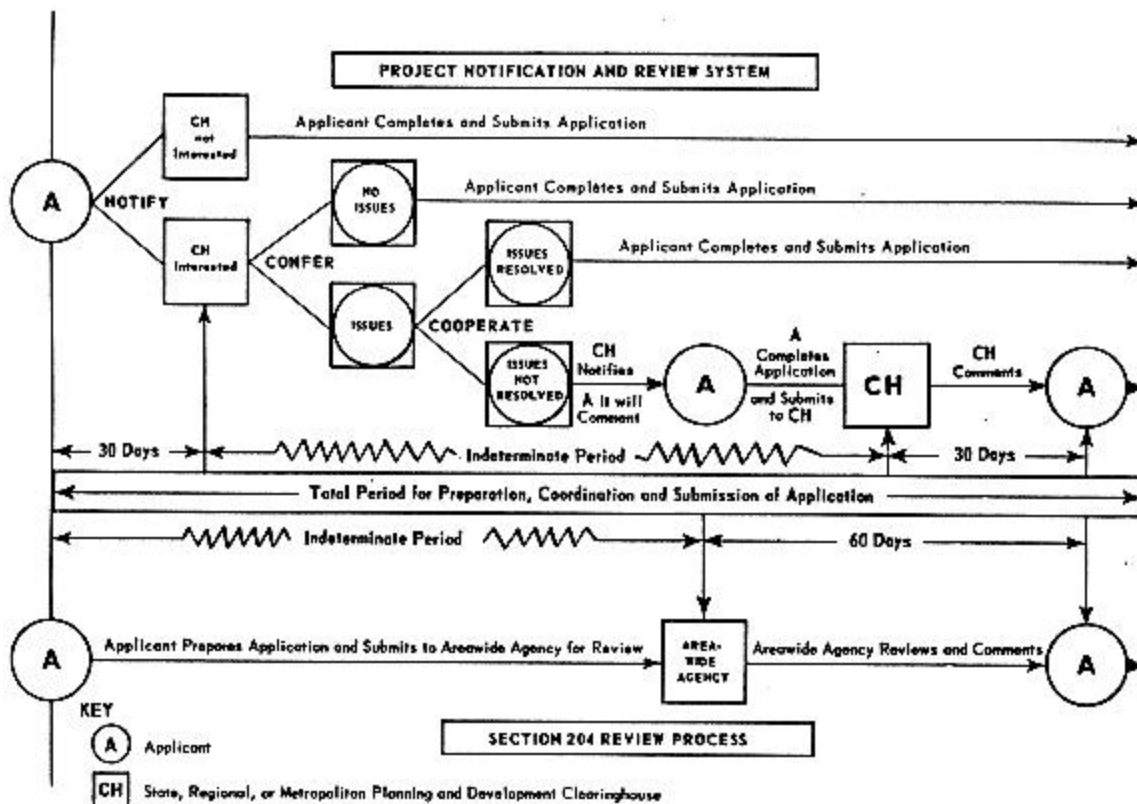 PROJECT NOTIFICATION AND REVIEW SYSTEM
CH
not
Interested
Applicant Completes and Submits Application
A
NOTIFY
NO
ISSUES
Applicant Completes and Submits Application
CH
Interested
CONFER
ISSUES
RESOLVED
Applicant Completes and Submits Application
ISSUES
COOPERATE
ISSUES
NOT
RESOLVED
CH
Notifies
A it will
Comment
A
A
Completes
Application
and Submits
to CH
CH
CH
Comments
A
30 Days
Indeterminate Period
30 Days
Total Period for Preparation, Coordination and Submission of Application
Indeterminate Period
60 Days
A
Applicant Prepares Application and Submits to Areawide Agency for Review
AREA-
WIDE
AGENCY
Areawide Agency Reviews and Comments
A
KEY
A Applicant
SECTION 204 REVIEW PROCESS
CH State, Regional, or Metropolitan Planning and Development Clearinghouse